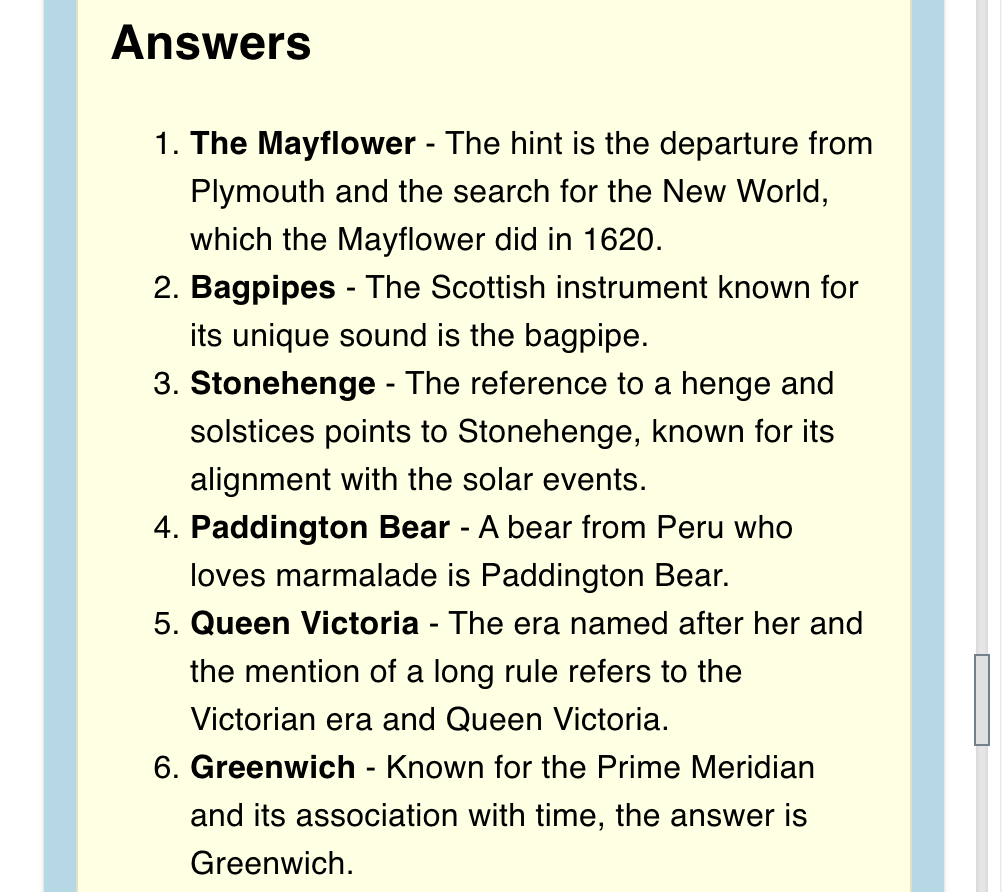 Answers
1. The Mayflower - The hint is the departure from
Plymouth and the search for the New World,
which the Mayflower did in 1620.
2. Bagpipes - The Scottish instrument known for
its unique sound is the bagpipe.
3. Stonehenge - The reference to a henge and
solstices points to Stonehenge, known for its
alignment with the solar events.
4. Paddington Bear - A bear from Peru who
loves marmalade is Paddington Bear.
5. Queen Victoria - The era named after her and
the mention of a long rule refers to the
Victorian era and Queen Victoria.
6. Greenwich - Known for the Prime Meridian
and its association with time, the answer is
Greenwich.